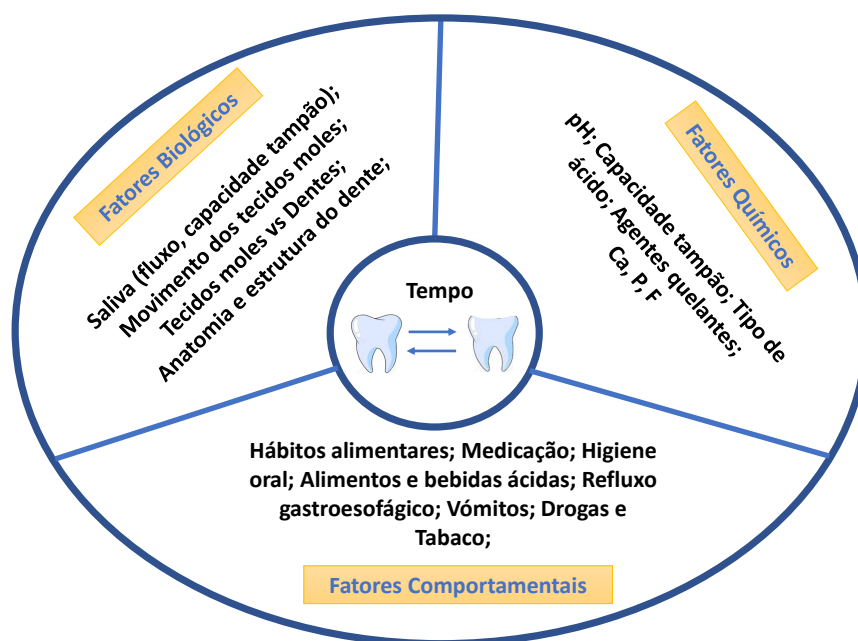 Fatores Biológicos
Saliva (fluxo, capacidade tampão);
Movimento dos tecidos moles;
Tecidos moles vs Dentes;
Anatomia e estrutura do dente;
Fatores Químicos
pH; Capacidade tampão; Tipo de
ácido; Agentes quelantes;
Ca, P, F
Tempo
Hábitos alimentares; Medicação; Higiene
oral; Alimentos e bebidas ácidas; Refluxo
gastroesofágico; Vómitos; Drogas e
Tabaco;
Fatores Comportamentais